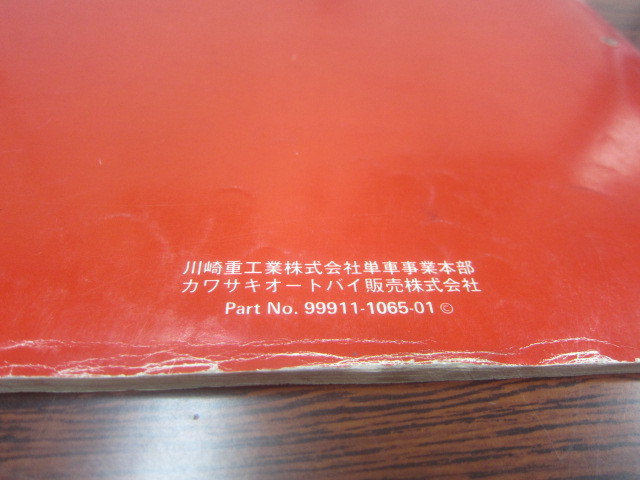 川崎重工業株式会社単車事業本部
カワサキオートバイ販売株式会社
Part No. 99911-1065-01 ©